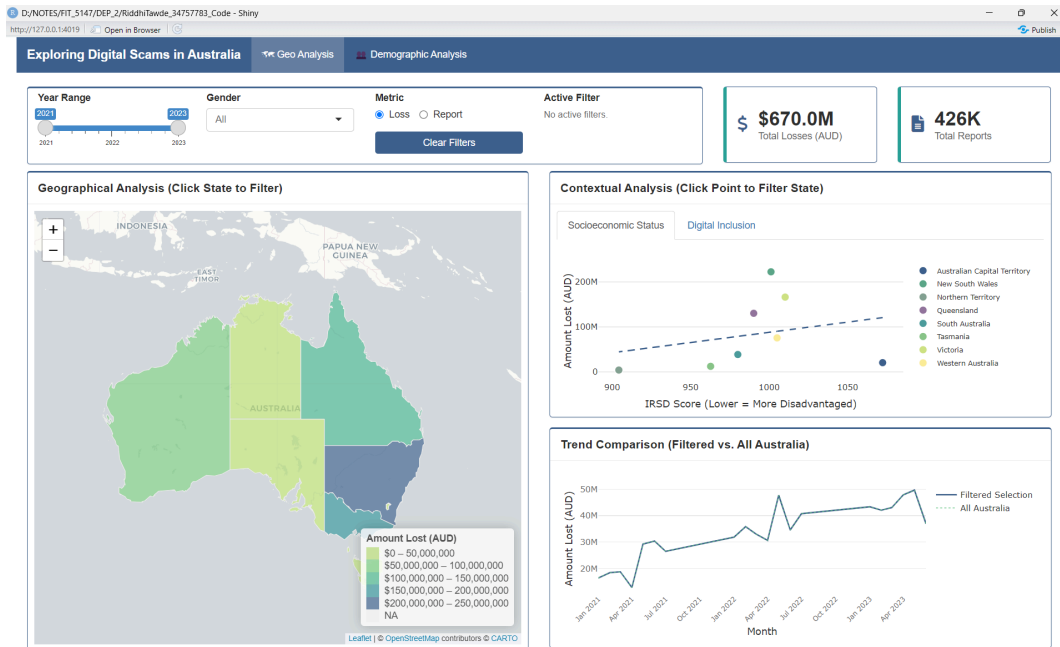 D:/NOTES/FIT_5147/DEP_2/RiddhiTawde_34757783_Code - Shiny
http://127.0.0.1:4019 Open in Browser Publish
Exploring Digital Scams in Australia Geo Analysis Demographic Analysis
Year Range
2021 2023
2021 2022 2023
Gender
All
Metric
Loss Report
Clear Filters
Active Filter
No active filters
$ $670.0M
Total Losses (AUD)
426K
Total Reports
Geographical Analysis (Click State to Filter)
+
−
INDONESIA
PAPUA NEW
GUINEA
EAST
TIMOR
AUSTRALIA
Amount Lost (AUD)
$0 – 50,000,000
$50,000,000 – 100,000,000
$100,000,000 – 150,000,000
$150,000,000 – 200,000,000
$200,000,000 – 250,000,000
NA
Leaflet | © OpenStreetMap contributors © CARTO
Contextual Analysis (Click Point to Filter State)
Socioeconomic Status Digital Inclusion
Amount Lost (AUD)
200M
100M
0
900 950 1000 1050
IRSD Score (Lower = More Disadvantaged)
Australian Capital Territory
New South Wales
Northern Territory
Queensland
South Australia
Tasmania
Victoria
Western Australia
Trend Comparison (Filtered vs. All Australia)
Amount Lost (AUD)
50M
40M
30M
20M
Jan 2021 Apr 2021 Jul 2021 Oct 2021 Jan 2022 Apr 2022 Jul 2022 Oct 2022 Jan 2023 Apr 2023
Month
Filtered Selection
All Australia